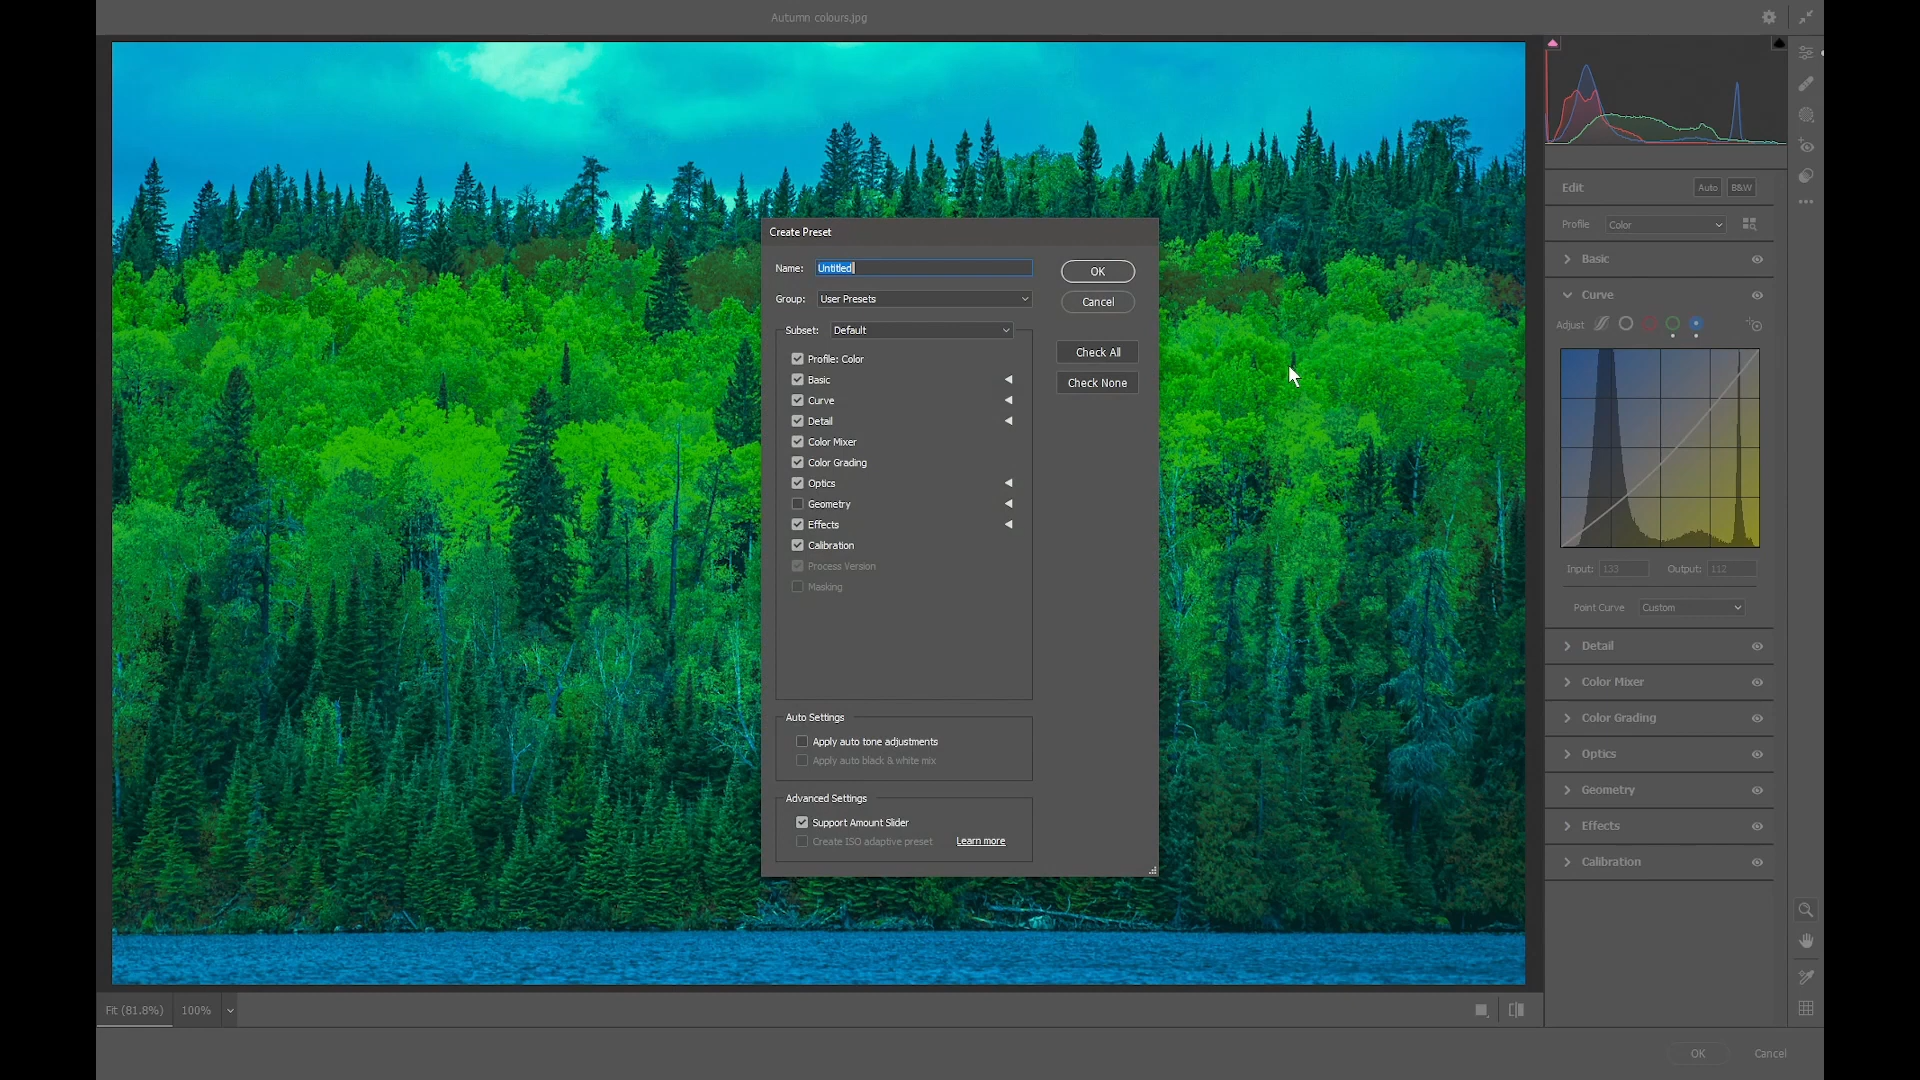 Autumn colours.jpg
Edit
Auto
B&W
Profile
Color
Basic
Curve
Adjust
Input: 133
Output: 112
Point Curve
Custom
Detail
Color Mixer
Color Grading
Optics
Geometry
Effects
Calibration
Create Preset
Name: Untitled
OK
Group: User Presets
Cancel
Subset: Default
Check All
Check None
Profile: Color
Basic
Curve
Detail
Color Mixer
Color Grading
Optics
Geometry
Effects
Calibration
Process Version
Masking
Auto Settings
Apply auto tone adjustments
Apply auto black & white mix
Advanced Settings
Support Amount Slider
Create ISO adaptive preset Learn more
Fit (81.8%)
100%
OK
Cancel